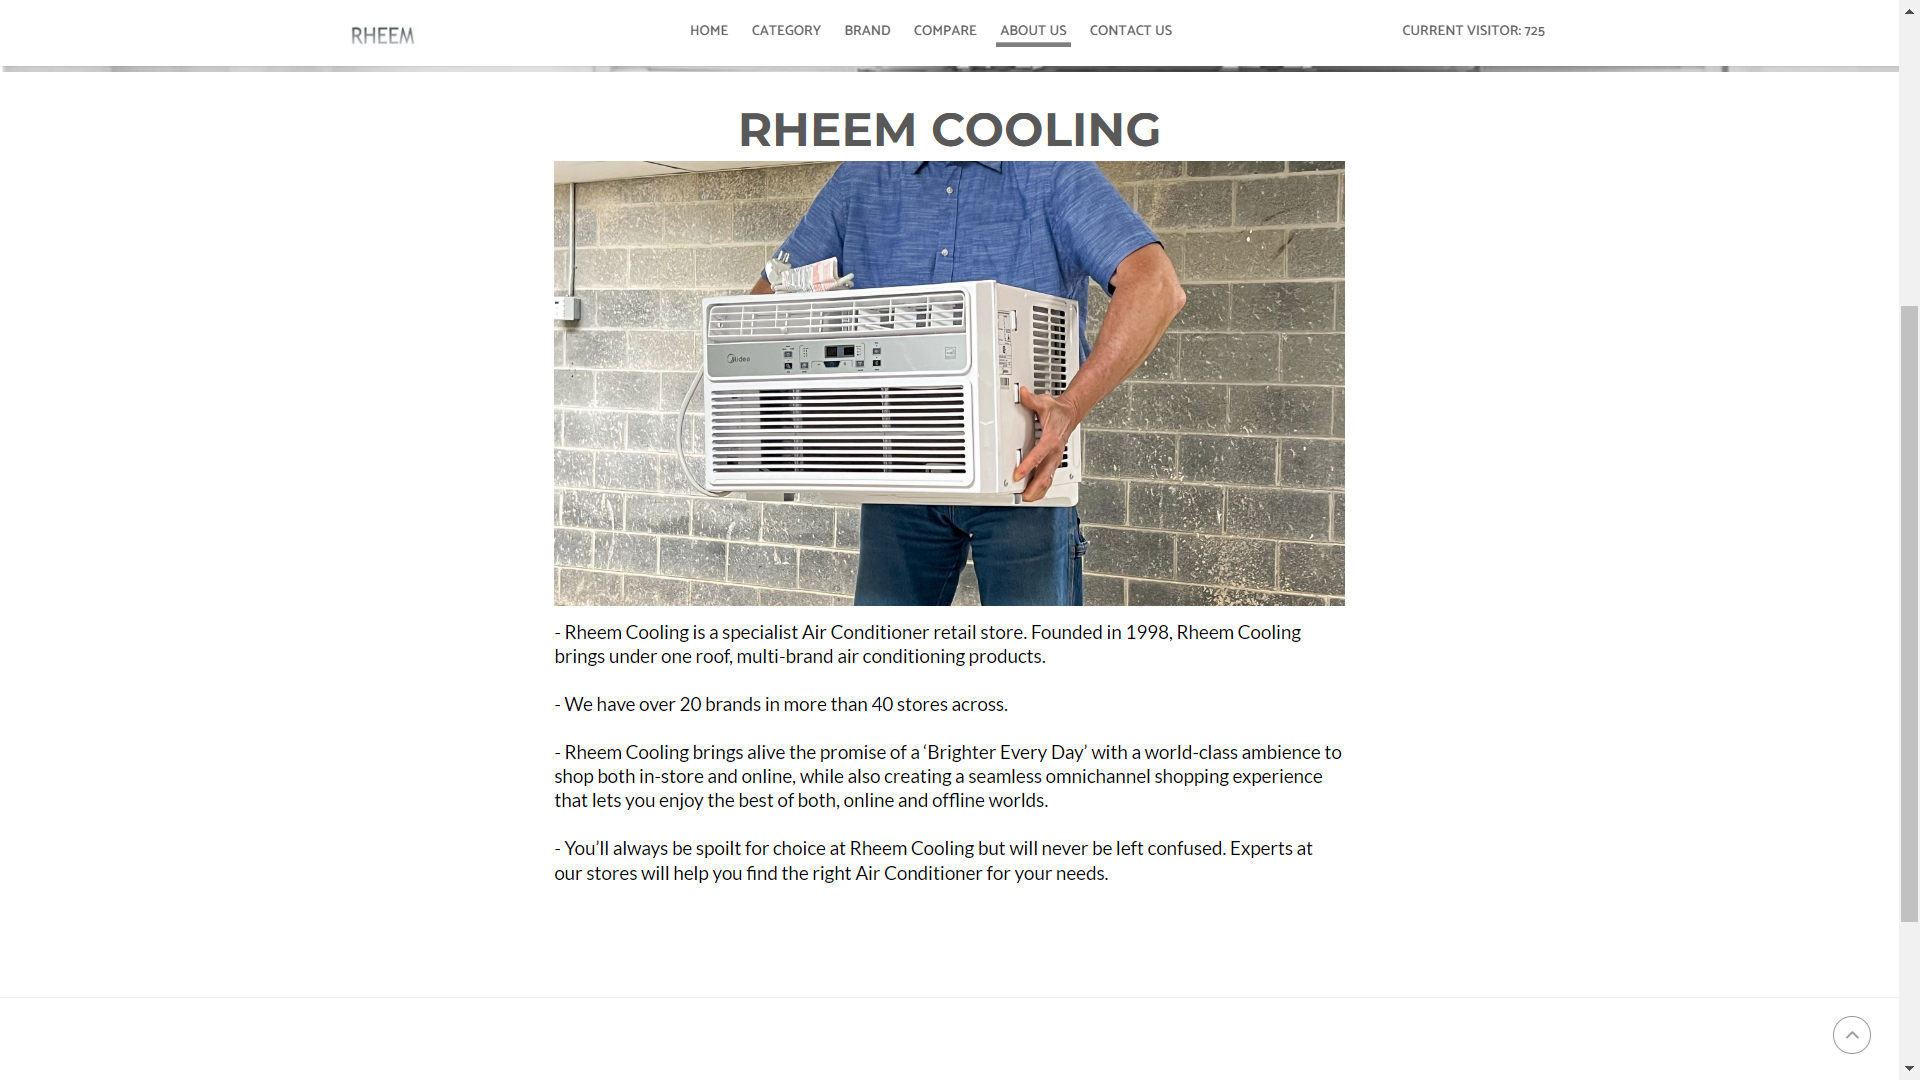 RHEEM
HOME CATEGORY BRAND COMPARE ABOUT US CONTACT US
CURRENT VISITOR: 725
RHEEM COOLING
Midea
- Rheem Cooling is a specialist Air Conditioner retail store. Founded in 1998, Rheem Cooling
brings under one roof, multi-brand air conditioning products.
- We have over 20 brands in more than 40 stores across.
- Rheem Cooling brings alive the promise of a ‘Brighter Every Day’ with a world-class ambience to
shop both in-store and online, while also creating a seamless omnichannel shopping experience
that lets you enjoy the best of both, online and offline worlds.
- You’ll always be spoilt for choice at Rheem Cooling but will never be left confused. Experts at
our stores will help you find the right Air Conditioner for your needs.